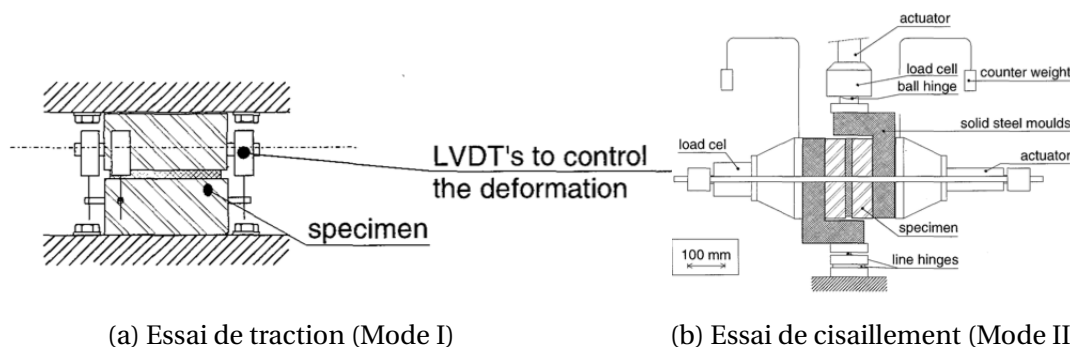 LVDT's to control
the deformation
specimen
actuator
load cell
ball hinge
counter weight
solid steel moulds
load cel
actuator
specimen
line hinges
100 mm
(a) Essai de traction (Mode I)
(b) Essai de cisaillement (Mode II